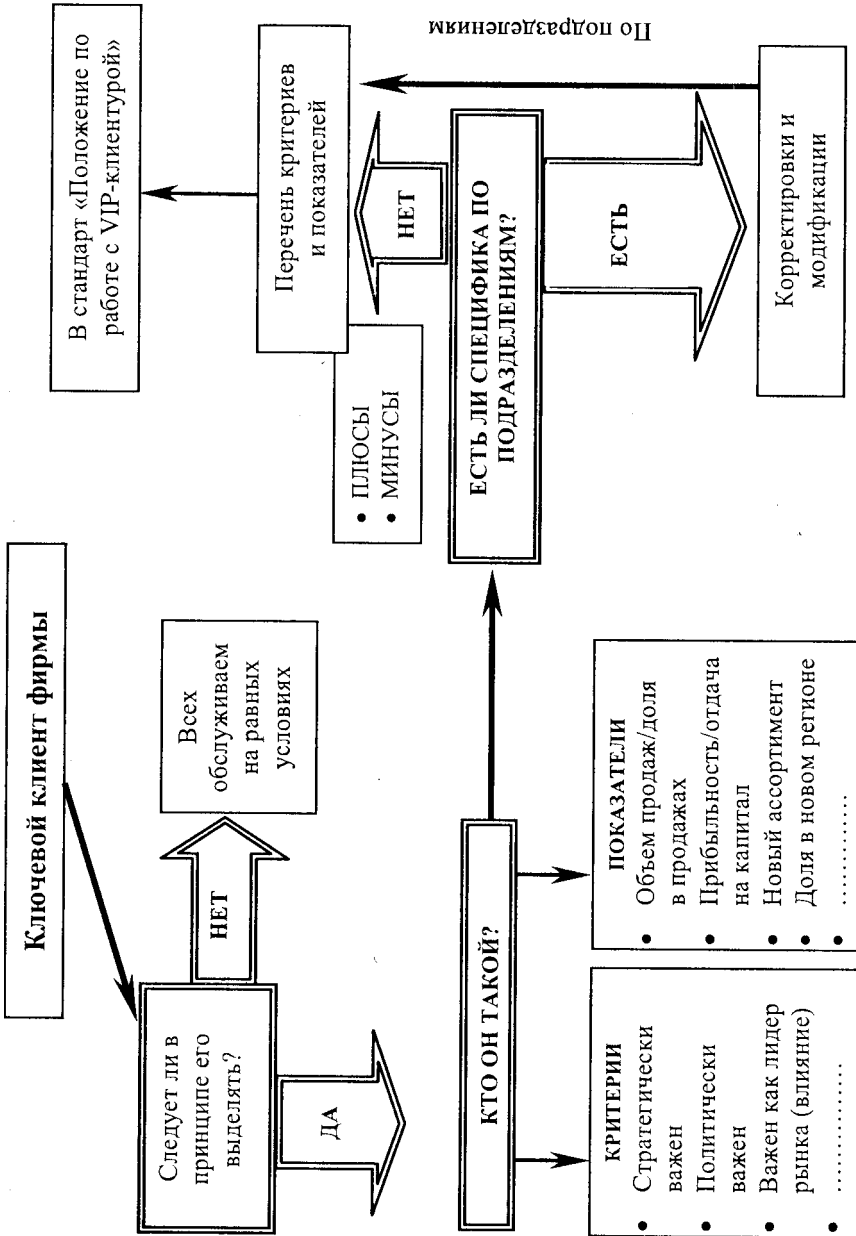 Ключевой клиент фирмы
Следует ли в
принципе его
выделять?
НЕТ
Всех
обслуживаем
на равных
условиях
ДА
КТО ОН ТАКОЙ?
КРИТЕРИИ
• Стратегически
важен
• Политически
важен
• Важен как лидер
рынка (влияние)
• ................
ПОКАЗАТЕЛИ
• Объем продаж/доля
в продажах
• Прибыльность/отдача
на капитал
• Новый ассортимент
• Доля в новом регионе
• ............
ЕСТЬ ЛИ СПЕЦИФИКА ПО
ПОДРАЗДЕЛЕНИЯМ?
НЕТ
• ПЛЮСЫ
• МИНУСЫ
Перечень критериев
и показателей
В стандарт «Положение по
работе с VIP-клиентурой»
ЕСТЬ
Корректировки и
модификации
По подразделениям